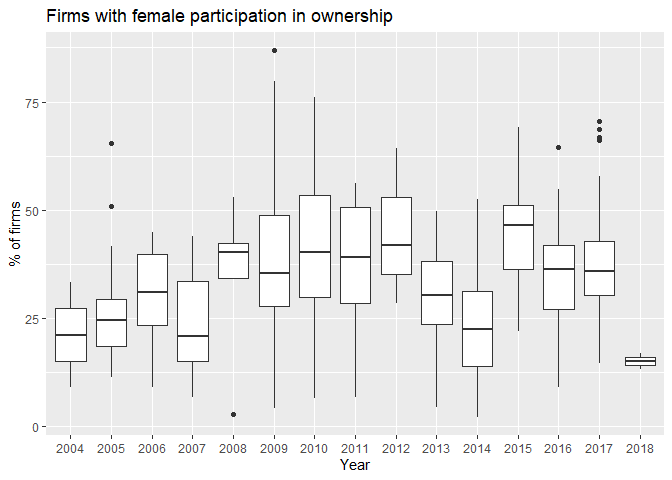 Firms with female participation in ownership
% of firms
75
50
25
0
2004 2005 2006 2007 2008 2009 2010 2011 2012 2013 2014 2015 2016 2017 2018
Year